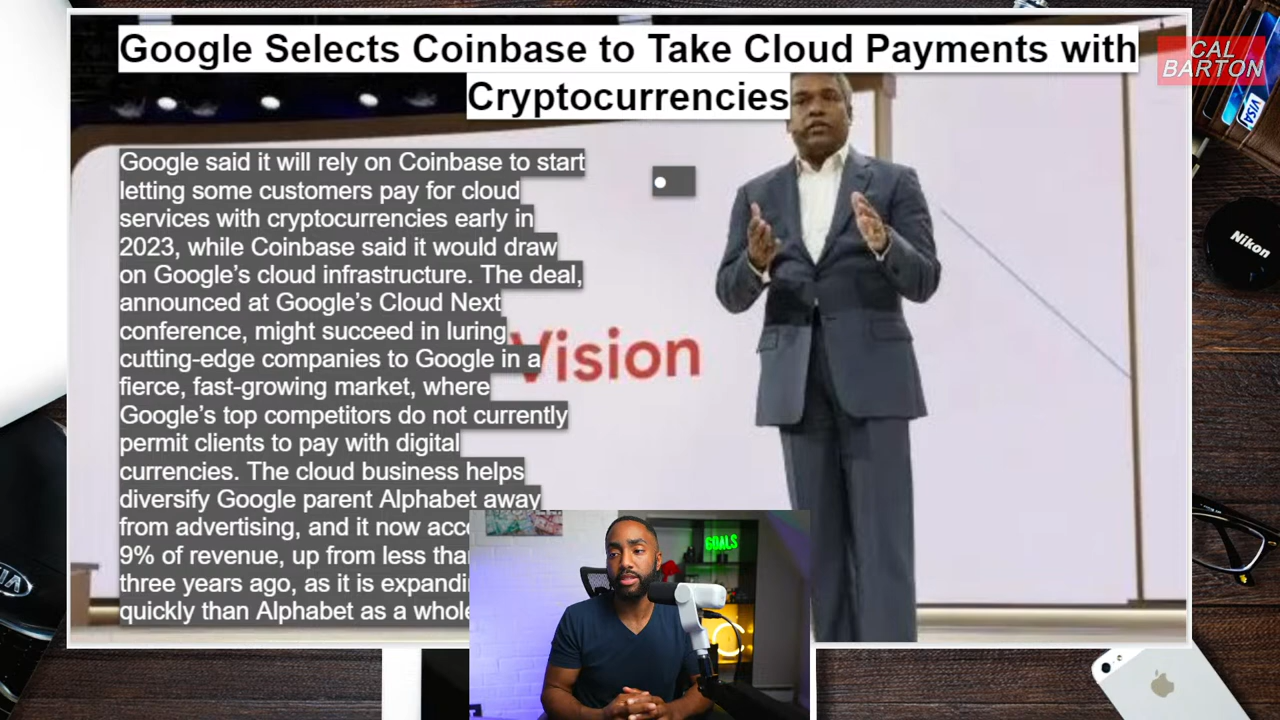 Google Selects Coinbase to Take Cloud Payments with
Cryptocurrencies
CAL
BARTON
VISA
Google said it will rely on Coinbase to start
letting some customers pay for cloud
services with cryptocurrencies early in
2023, while Coinbase said it would draw
on Google’s cloud infrastructure. The deal,
announced at Google’s Cloud Next
conference, might succeed in luring
cutting-edge companies to Google in a
fierce, fast-growing market, where
Google’s top competitors do not currently
permit clients to pay with digital
currencies. The cloud business helps
diversify Google parent Alphabet away
from advertising, and it now
9% of revenue, up from less
three years ago, as it is
quickly than Alphabet as a whole
Vision
Nikon
KIA
GOALS